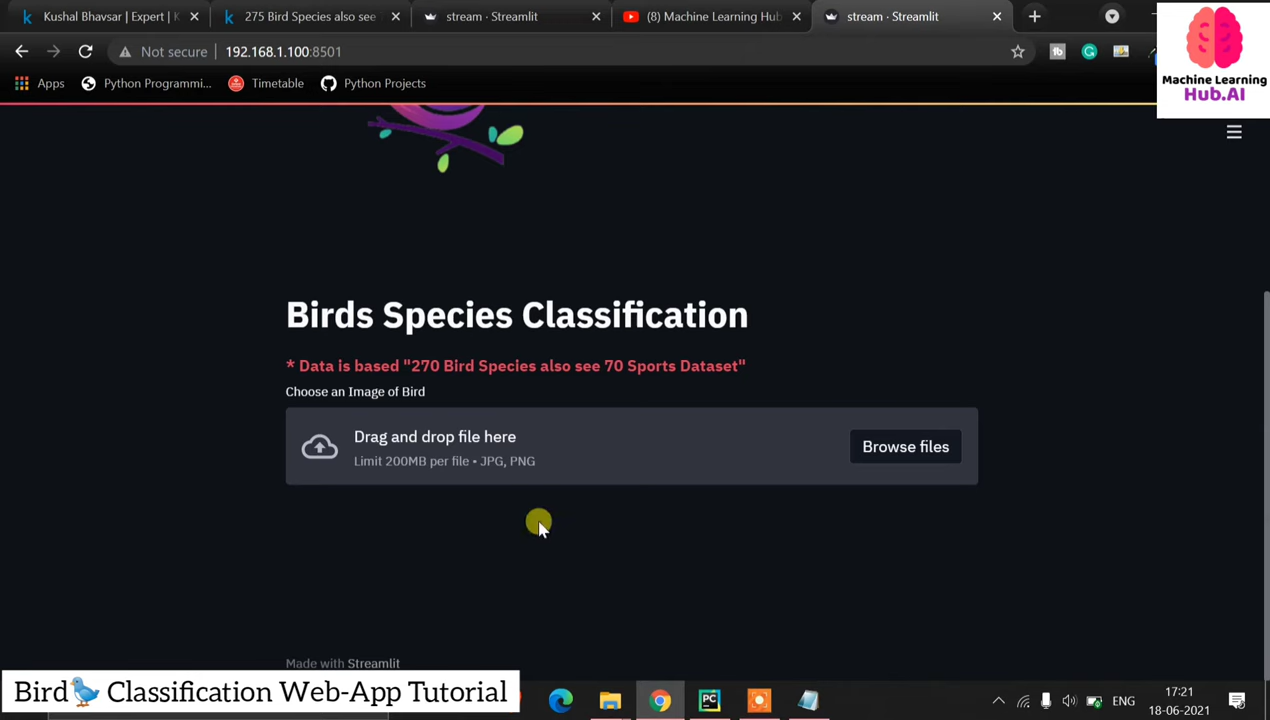 Kushal Bhavsar | Expert | K
275 Bird Species also see
stream · Streamlit
(8) Machine Learning Hub
stream · Streamlit
Not secure
192.168.1.100:8501
Apps
Python Programmi...
Timetable
Python Projects
Machine Learning
Hub.AI
Birds Species Classification
* Data is based "270 Bird Species also see 70 Sports Dataset"
Choose an Image of Bird
Drag and drop file here
Limit 200MB per file • JPG, PNG
Browse files
Made with Streamlit
Bird Classification Web-App Tutorial
ENG
17:21
18-06-2021